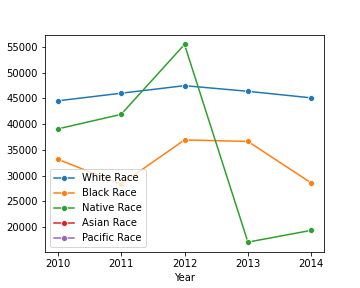 55000
50000
45000
40000
35000
30000
25000
20000
White Race
Black Race
Native Race
Asian Race
Pacific Race
2010 2011 2012 2013 2014
Year